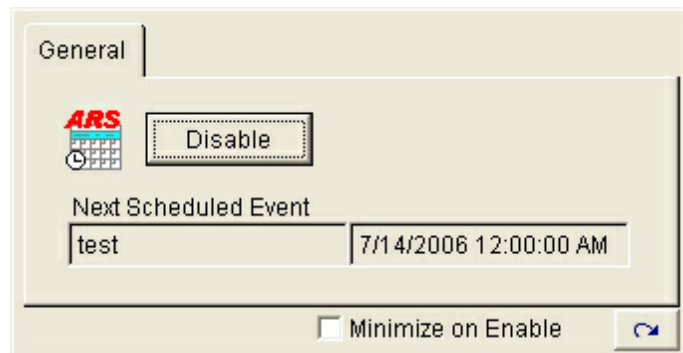 General
ARS
Disable
Next Scheduled Event
test
7/14/2006 12:00:00 AM
Minimize on Enable